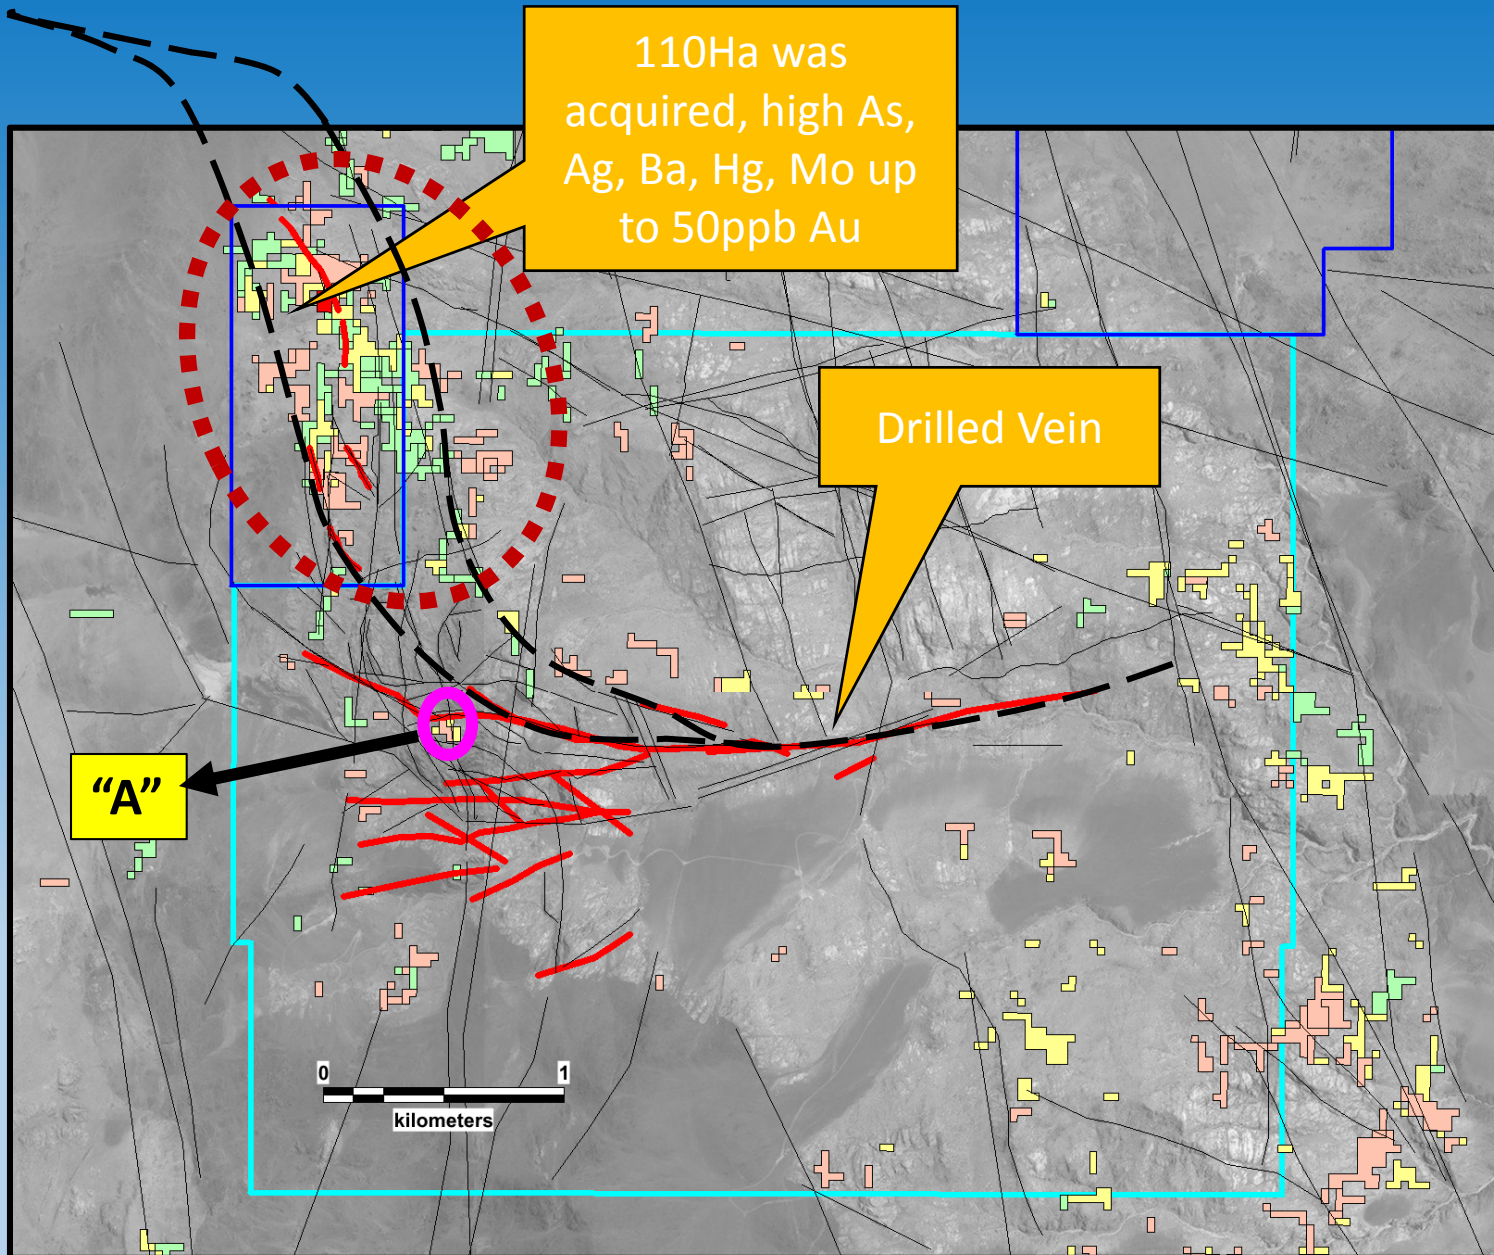 110Ha was
acquired, high As,
Ag, Ba, Hg, Mo up
to 50ppb Au
Drilled Vein
“A”
0 1
kilometers